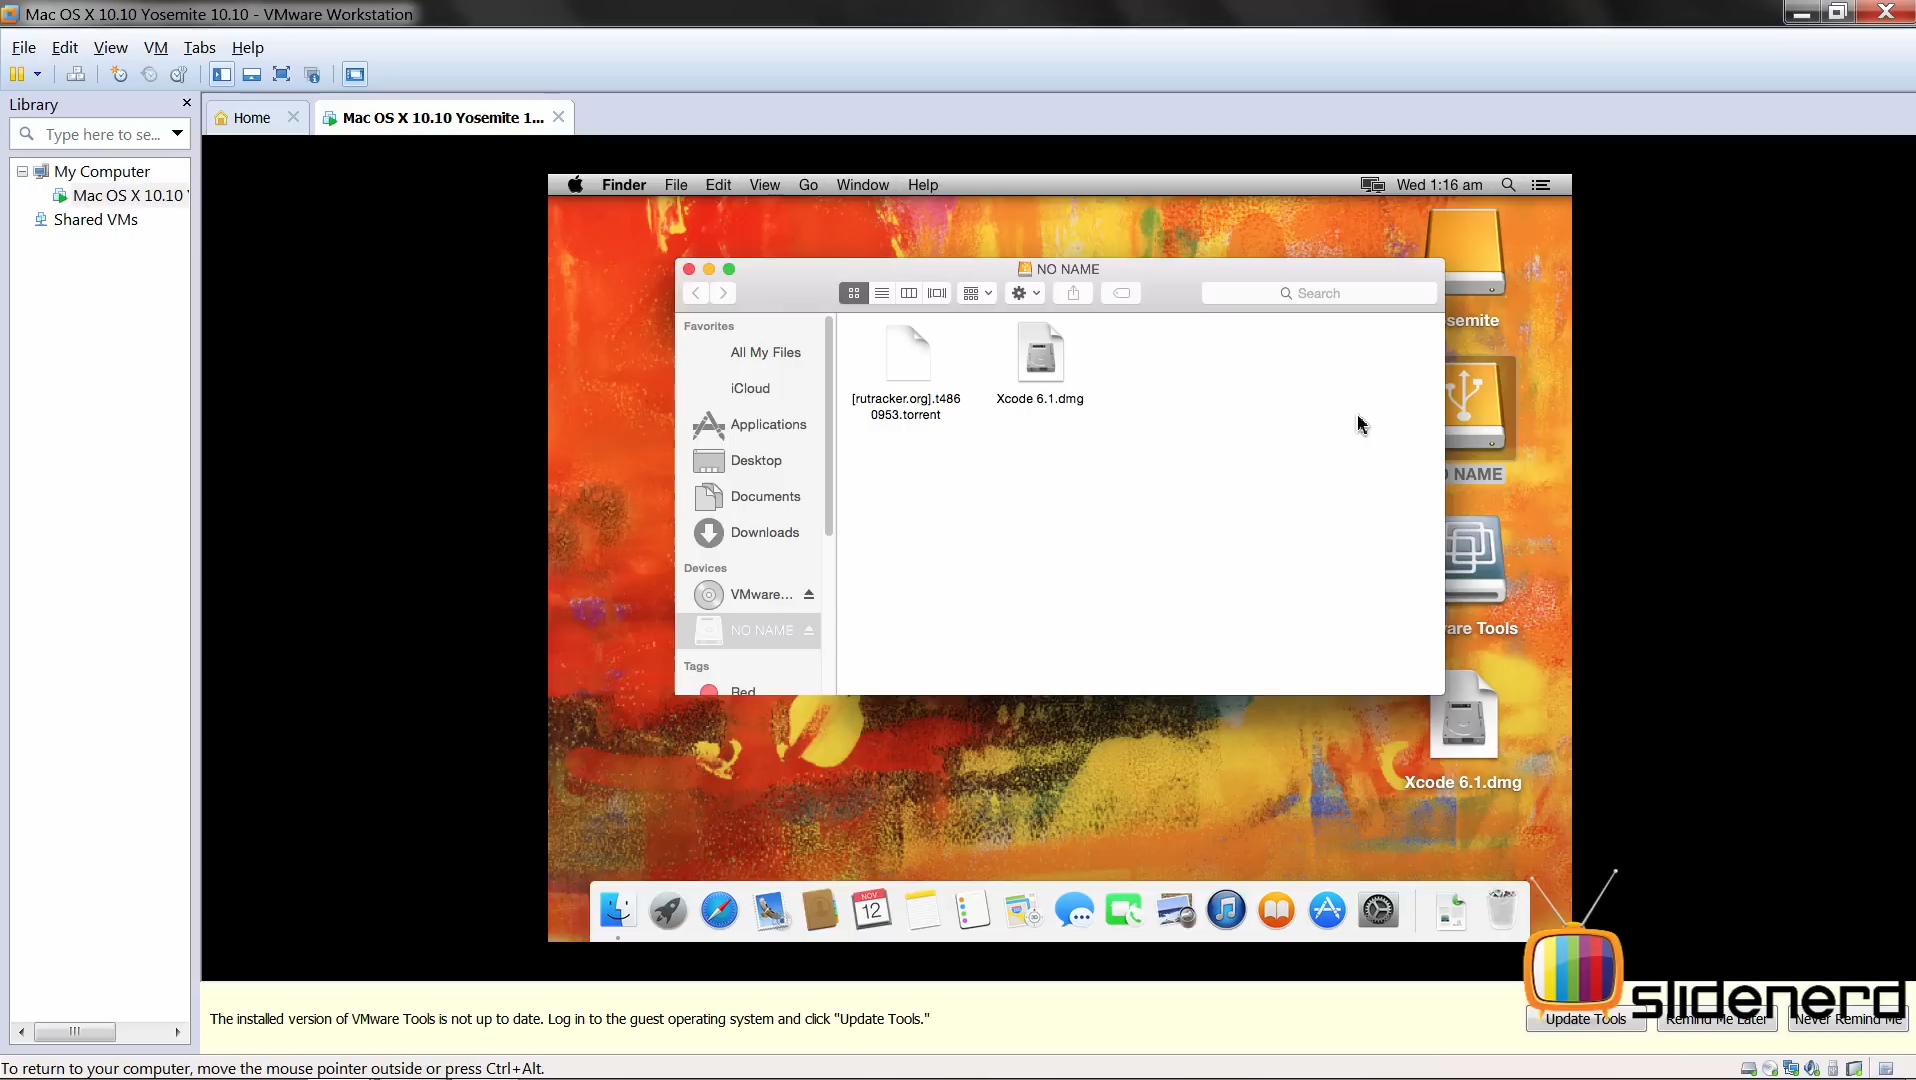 Mac OS X 10.10 Yosemite 10.10 - VMware Workstation
File Edit View VM Tabs Help
Library
Type here to se...
My Computer
Mac OS X 10.10
Shared VMs
Home
Mac OS X 10.10 Yosemite 1...
Finder File Edit View Go Window Help
Wed 1:16 am
NO NAME
Search
Favorites
All My Files
iCloud
Applications
Desktop
Documents
Downloads
Devices
VMware...
NO NAME
Tags
Red
[rutracker.org].t486
0953.torrent
Xcode 6.1.dmg
semite
NAME
are Tools
Xcode 6.1.dmg
NOV
12
slidenerd
The installed version of VMware Tools is not up to date. Log in to the guest operating system and click "Update Tools."
Update Tools
Remind Me Later
Never Remind Me
To return to your computer, move the mouse pointer outside or press Ctrl+Alt.